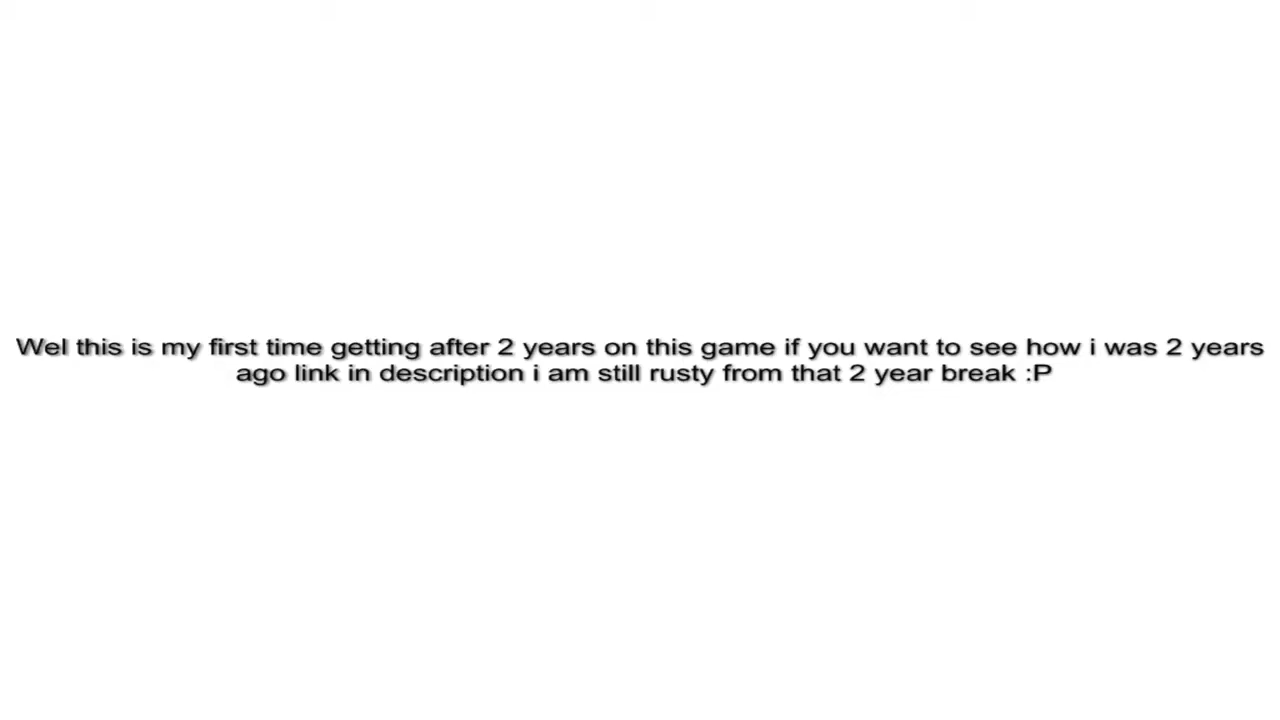 Wel this is my first time getting after 2 years on this game if you want to see how i was 2 years
ago link in description i am still rusty from that 2 year break :P